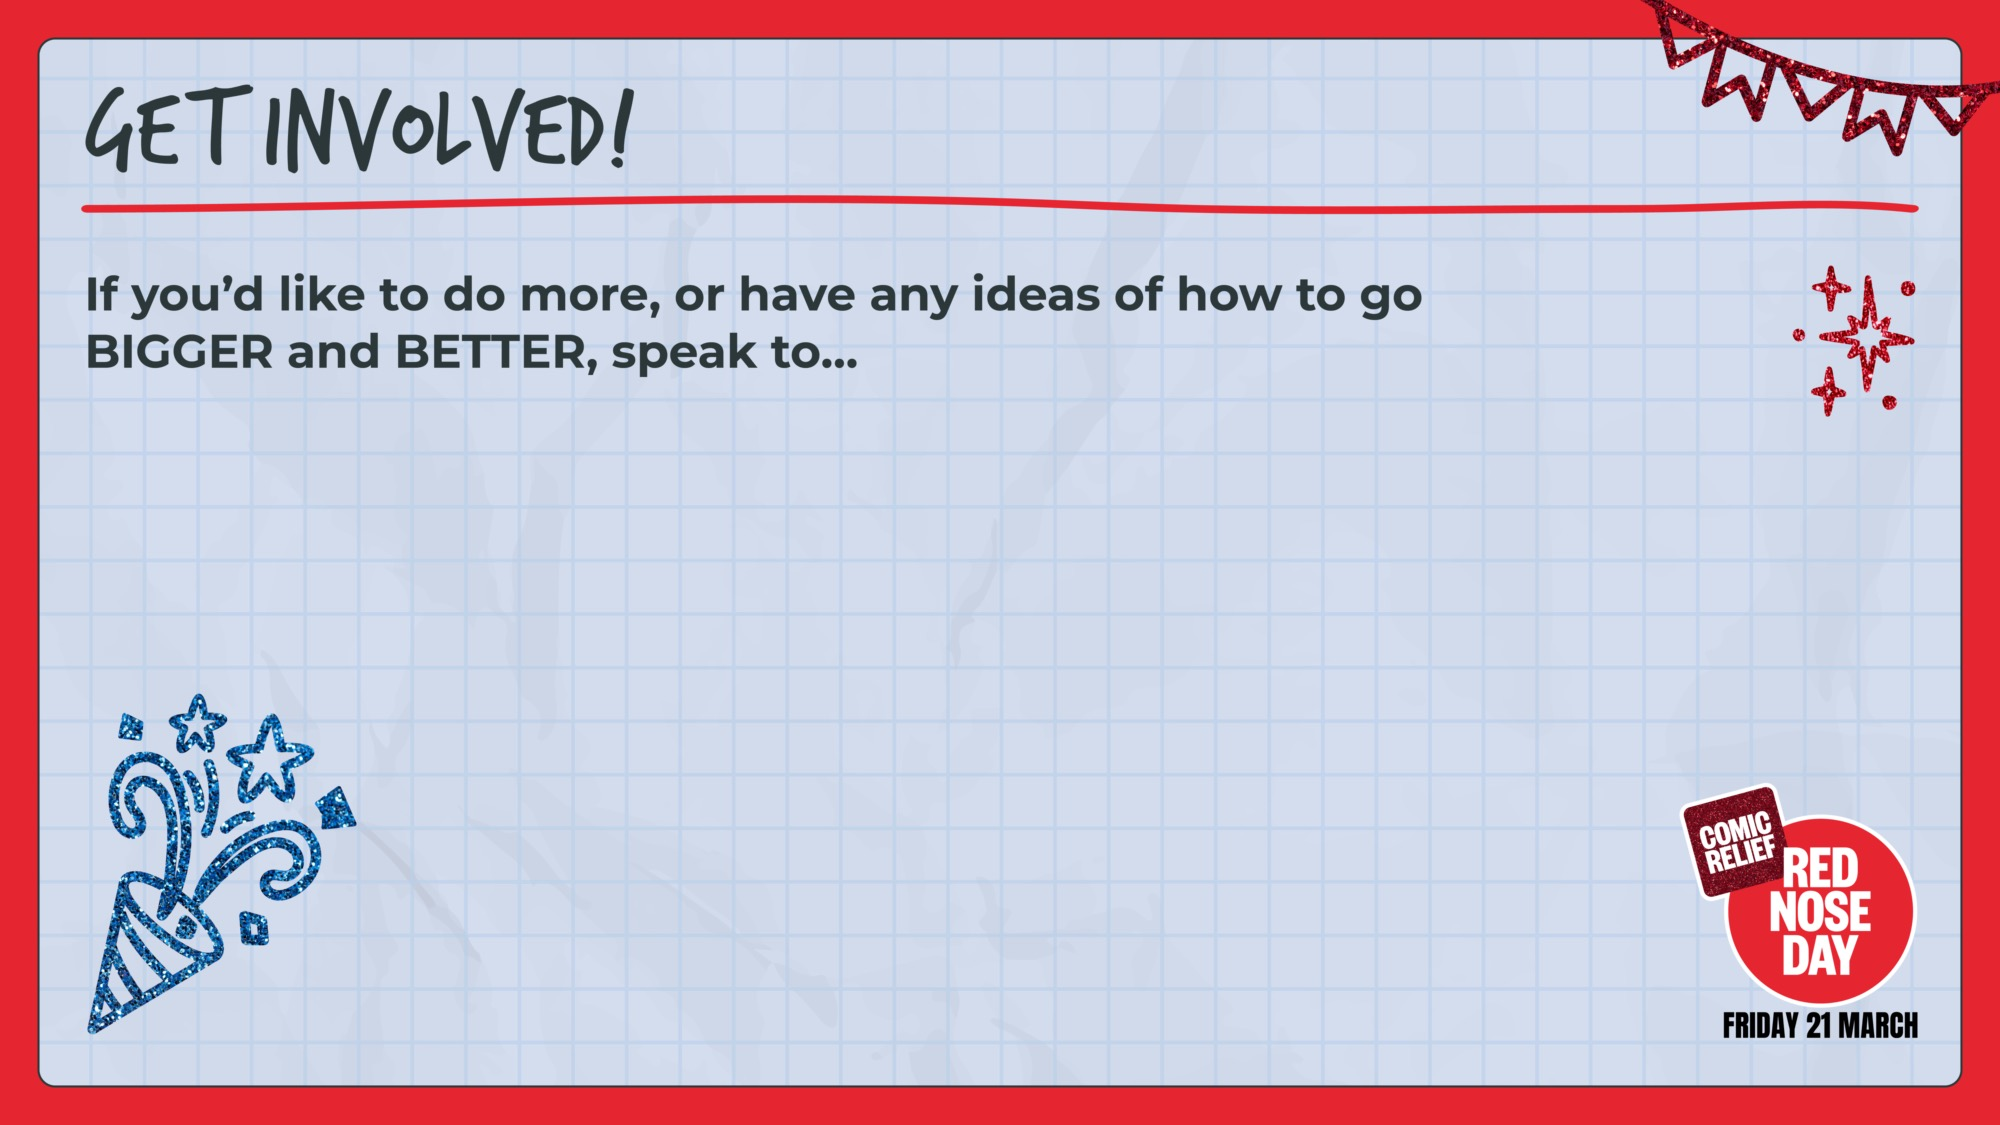 GET INVOLVED!
If you’d like to do more, or have any ideas of how to go
BIGGER and BETTER, speak to...
COMIC
RELIEF
RED
NOSE
DAY
FRIDAY 21 MARCH